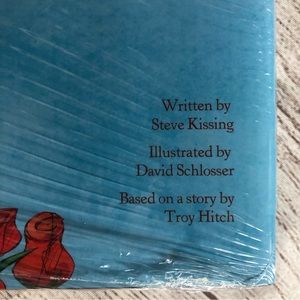 Written by
Steve Kissing
Illustrated by
David Schlosser
Based on a story by
Troy Hitch